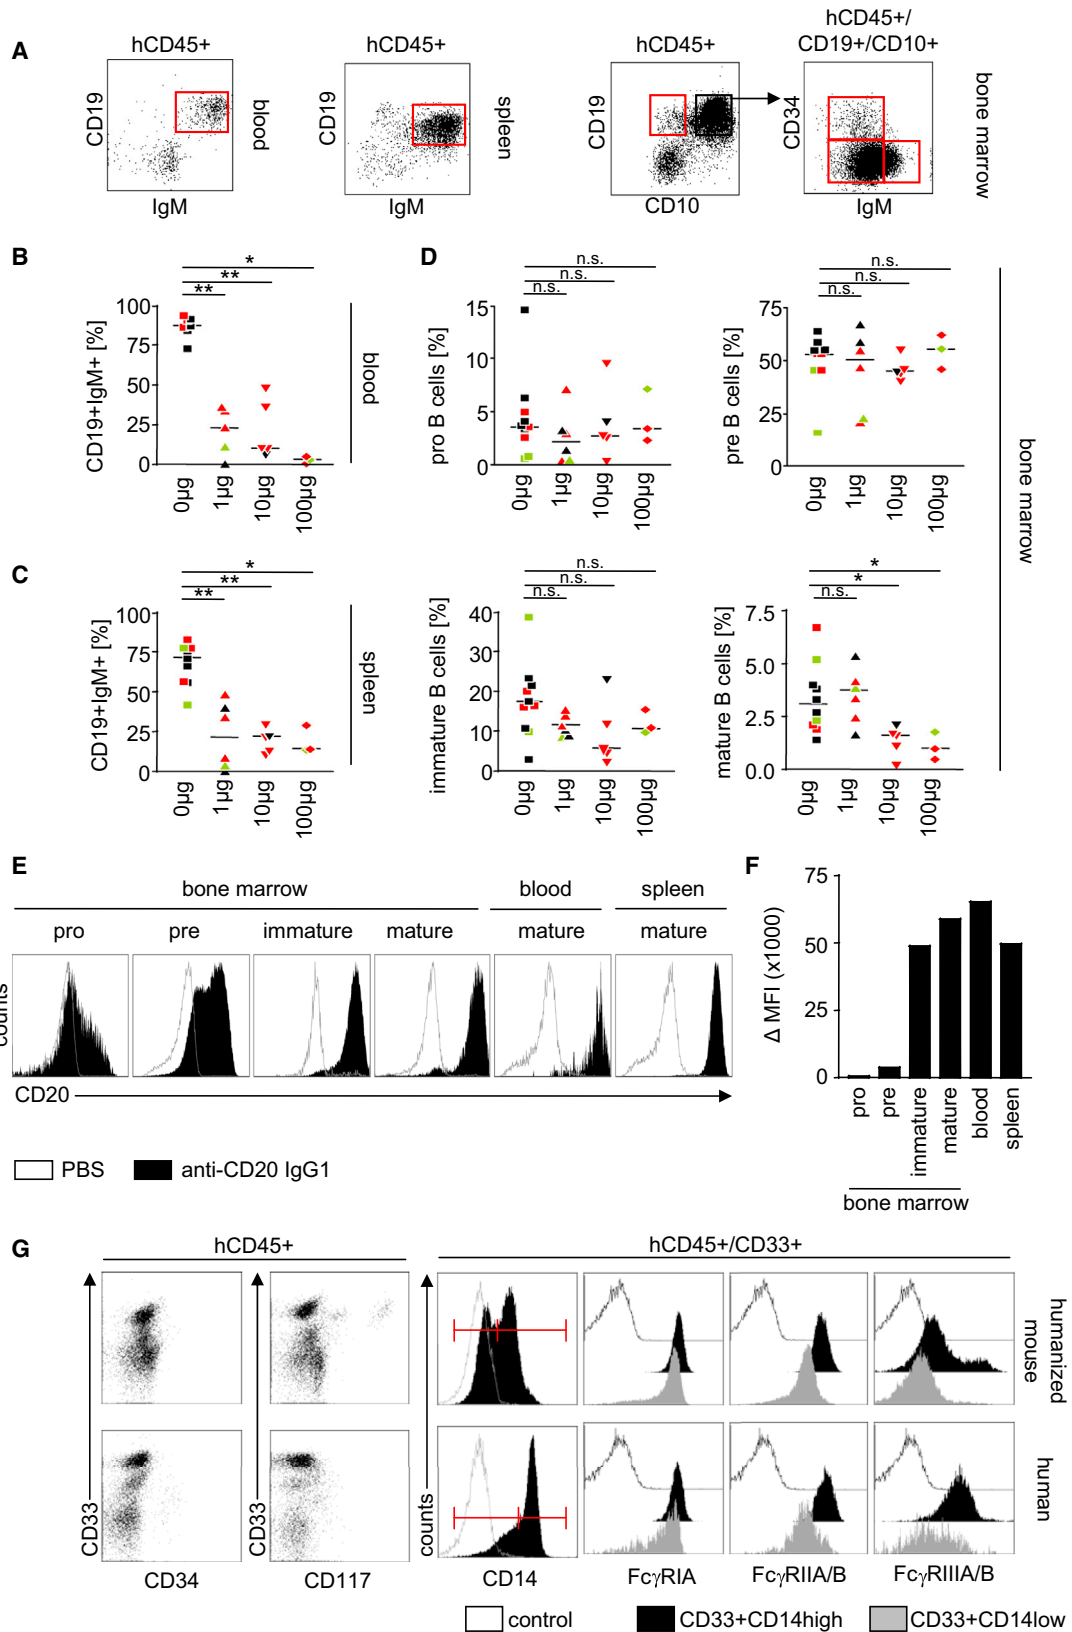 A
hCD45+
hCD45+
hCD45+
hCD45+/
CD19+/CD10+
CD19
IgM
blood
CD19
IgM
spleen
CD19
CD10
CD34
IgM
bone marrow
B
*
**
**
CD19+IgM+ [%]
100
75
50
25
0
0µg
1µg
10µg
100µg
blood
C
*
**
**
CD19+IgM+ [%]
100
75
50
25
0
0µg
1µg
10µg
100µg
spleen
D
n.s.
n.s.
n.s.
pro B cells [%]
15
10
5
0
0µg
1µg
10µg
100µg
n.s.
n.s.
n.s.
pre B cells [%]
75
50
25
0
0µg
1µg
10µg
100µg
n.s.
n.s.
n.s.
immature B cells [%]
40
30
20
10
0
0µg
1µg
10µg
100µg
*
*
n.s.
mature B cells [%]
7.5
5.0
2.5
0.0
0µg
1µg
10µg
100µg
bone marrow
E
bone marrow
blood
spleen
pro
pre
immature
mature
mature
mature
counts
CD20
PBS
anti-CD20 IgG1
F
Δ MFI (x1000)
75
50
25
0
pro
pre
immature
mature
blood
spleen
bone marrow
G
hCD45+
hCD45+/CD33+
CD33
CD33
counts
CD34
CD117
CD14
FcγRIA
FcγRIIA/B
FcγRIIIA/B
humanized
mouse
human
control
CD33+CD14high
CD33+CD14low